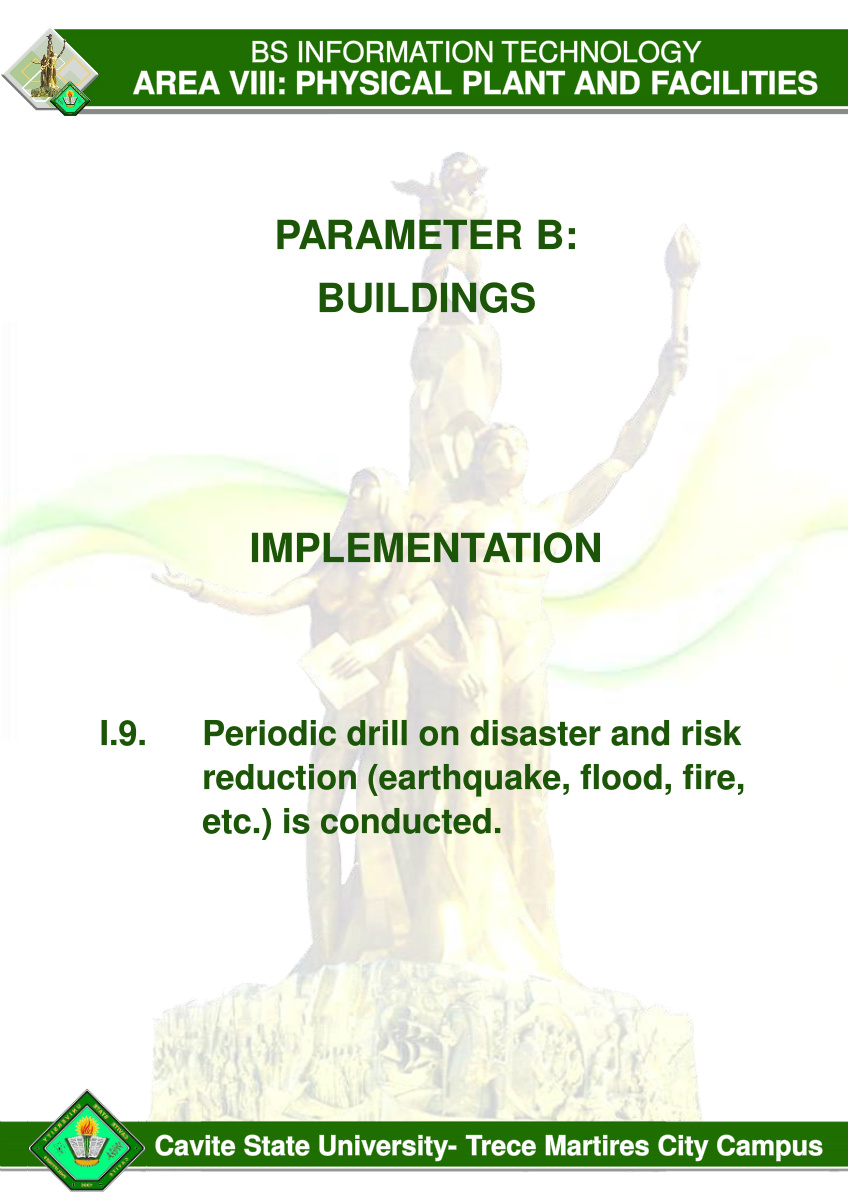 BS INFORMATION TECHNOLOGY
AREA VIII: PHYSICAL PLANT AND FACILITIES
PARAMETER B:
BUILDINGS
IMPLEMENTATION
I.9. Periodic drill on disaster and risk
reduction (earthquake, flood, fire,
etc.) is conducted.
Cavite State University- Trece Martires City Campus